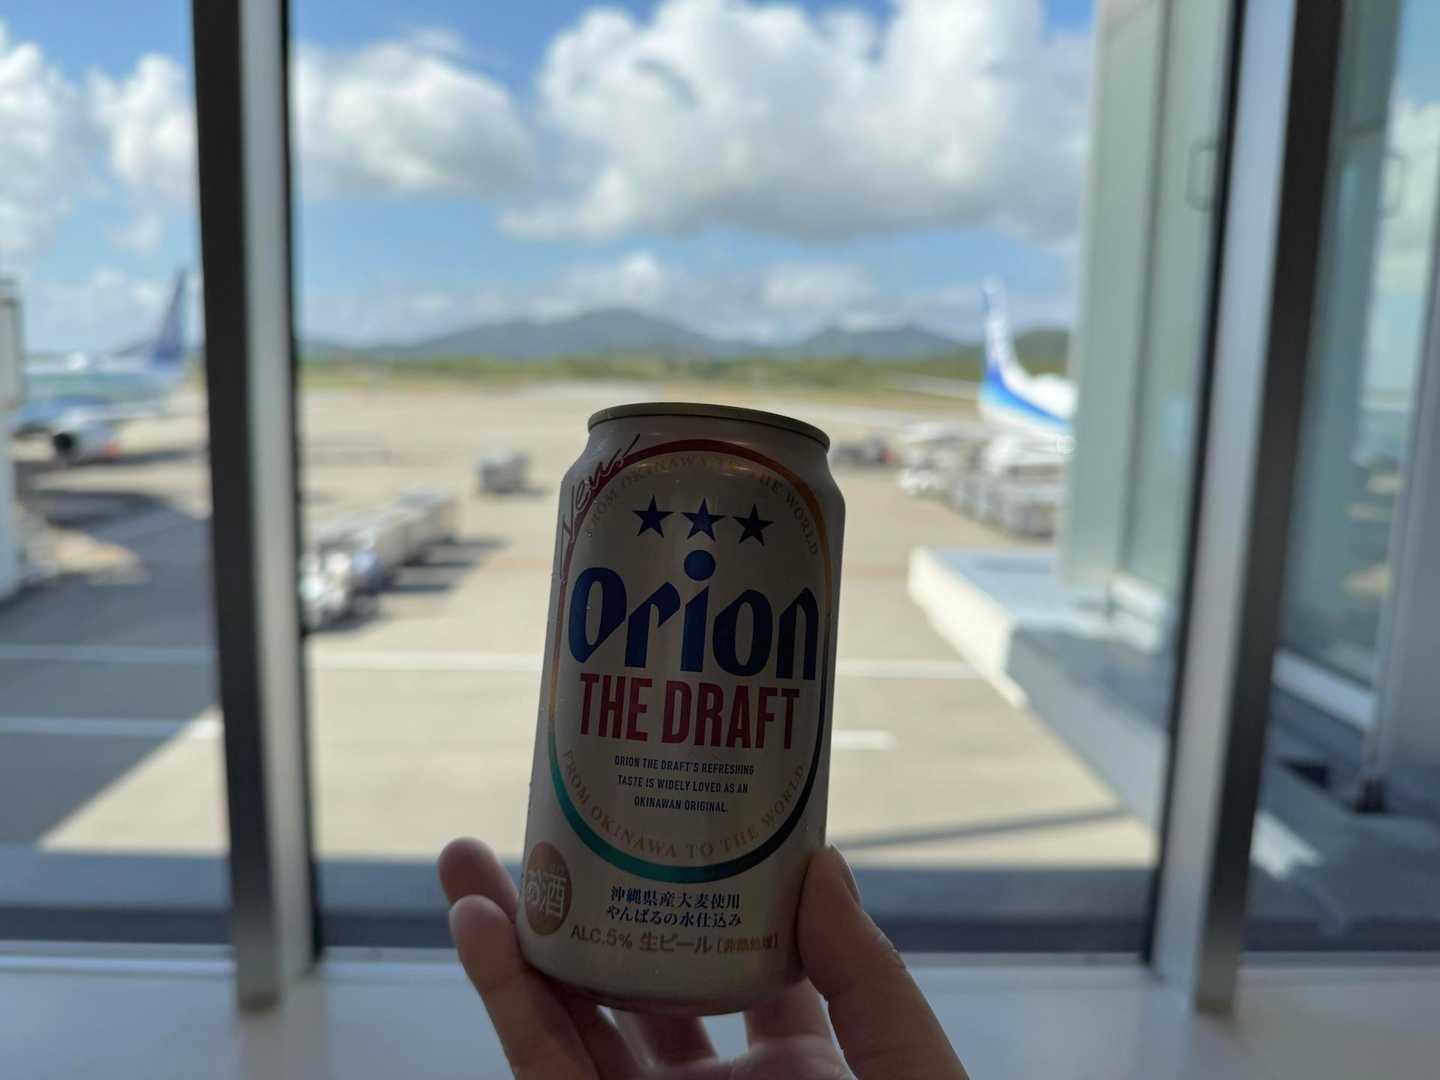 New
FROM OKINAWA TO THE WORLD
Orion
THE DRAFT
ORION THE DRAFT'S REFRESHING
TASTE IS WIDELY LOVED AS AN
OKINAWAN ORIGINAL.
FROM OKINAWA TO THE WORLD
お酒
沖縄県産大麦使用
やんばるの水仕込み
ALC.5% 生ビール [非熱処理]